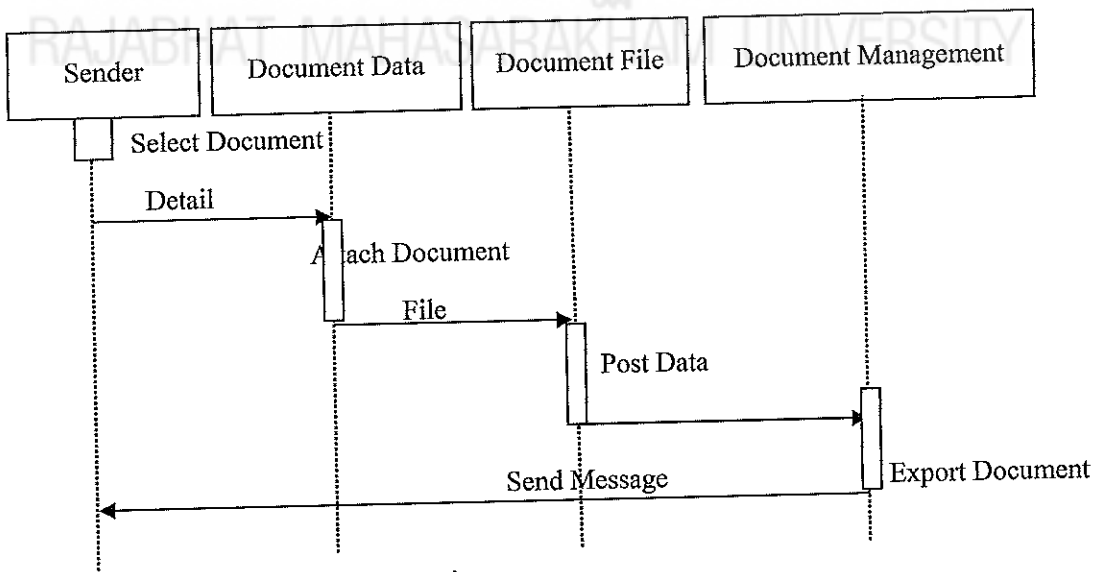 RAJABHAT MAHASARAKHAM UNIVERSITY
Sender
Document Data
Document File
Document Management
Select Document
Detail
Attach Document
File
Post Data
Send Message
Export Document